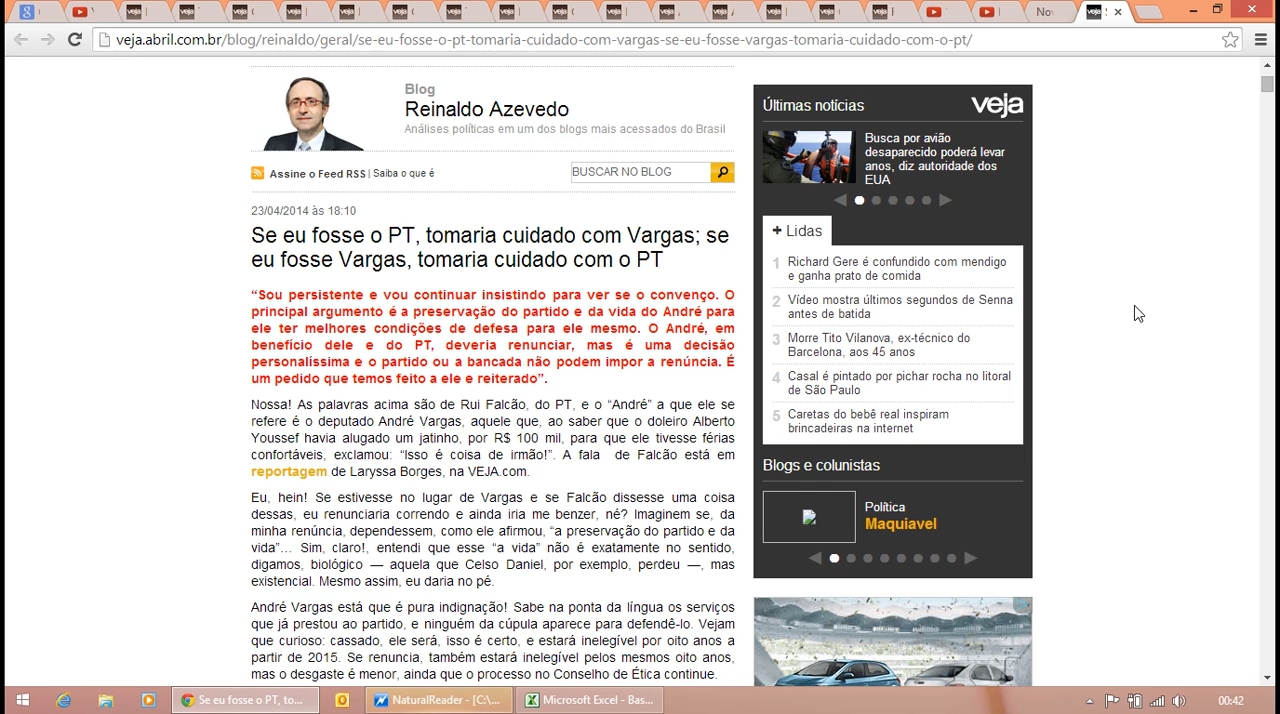 veja
veja
veja
veja
veja
veja
veja
veja
veja
veja
veja
veja
veja
veja
Nov
veja
veja.abril.com.br/blog/reinaldo/geral/se-eu-fosse-o-pt-tomaria-cuidado-com-vargas-se-eu-fosse-vargas-tomaria-cuidado-com-o-pt/
Blog
Reinaldo Azevedo
Análises políticas em um dos blogs mais acessados do Brasil
Assine o Feed RSS | Saiba o que é
BUSCAR NO BLOG
23/04/2014 às 18:10
Se eu fosse o PT, tomaria cuidado com Vargas; se
eu fosse Vargas, tomaria cuidado com o PT
“Sou persistente e vou continuar insistindo para ver se o convenço. O
principal argumento é a preservação do partido e da vida do André para
ele ter melhores condições de defesa para ele mesmo. O André, em
benefício dele e do PT, deveria renunciar, mas é uma decisão
personalíssima e o partido ou a bancada não podem impor a renúncia. É
um pedido que temos feito a ele e reiterado”.
Nossa! As palavras acima são de Rui Falcão, do PT, e o “André” a que ele se
refere é o deputado André Vargas, aquele que, ao saber que o doleiro Alberto
Youssef havia alugado um jatinho, por R$ 100 mil, para que ele tivesse férias
confortáveis, exclamou: “Isso é coisa de irmão!”. A fala de Falcão está em
reportagem de Laryssa Borges, na VEJA.com.
Eu, hein! Se estivesse no lugar de Vargas e se Falcão dissesse uma coisa
dessas, eu renunciaria correndo e ainda iria me benzer, né? Imaginem se, da
minha renúncia, dependessem, como ele afirmou, “a preservação do partido e da
vida”... Sim, claro!, entendi que esse “a vida” não é exatamente no sentido,
digamos, biológico — aquela que Celso Daniel, por exemplo, perdeu —, mas
existencial. Mesmo assim, eu daria no pé.
André Vargas está que é pura indignação! Sabe na ponta da língua os serviços
que já prestou ao partido, e ninguém da cúpula aparece para defendê-lo. Vejam
que curioso: cassado, ele será, isso é certo, e estará inelegível por oito anos a
partir de 2015. Se renuncia, também estará inelegível pelos mesmos oito anos,
mas o desgaste é menor, ainda que o processo no Conselho de Ética continue.
Últimas notícias
veja
Busca por avião
desaparecido poderá levar
anos, diz autoridade dos
EUA
+ Lidas
1 Richard Gere é confundido com mendigo
e ganha prato de comida
2 Vídeo mostra últimos segundos de Senna
antes de batida
3 Morre Tito Vilanova, ex-técnico do
Barcelona, aos 45 anos
4 Casal é pintado por pichar rocha no litoral
de São Paulo
5 Caretas do bebê real inspiram
brincadeiras na internet
Blogs e colunistas
Política
Maquiavel
Se eu fosse o PT, to...
NaturalReader - [C:\...
Microsoft Excel - Bas...
00:42